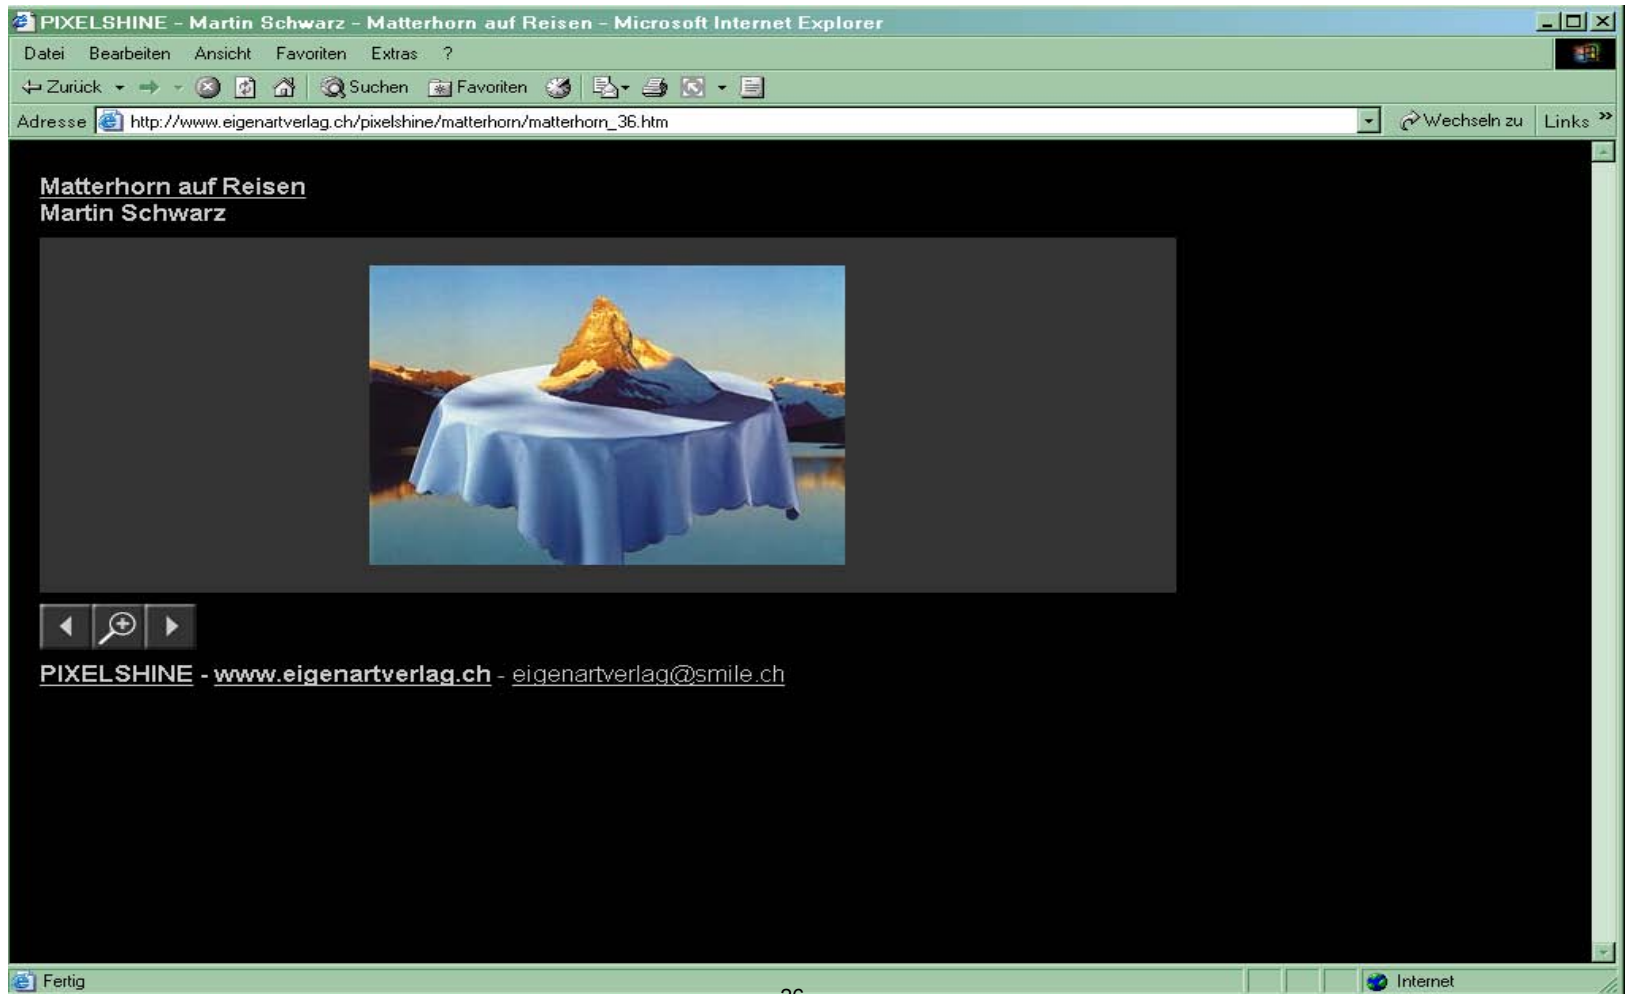 PIXELSHINE - Martin Schwarz - Matterhorn auf Reisen - Microsoft Internet Explorer
Datei Bearbeiten Ansicht Favoriten Extras ?
Zurück Suchen Favoriten
Adresse http://www.eigenartverlag.ch/pixelshine/matterhorn/matterhorn_36.htm Wechseln zu Links »
Matterhorn auf Reisen
Martin Schwarz
PIXELSHINE - www.eigenartverlag.ch - eigenartverlag@smile.ch
Fertig Internet